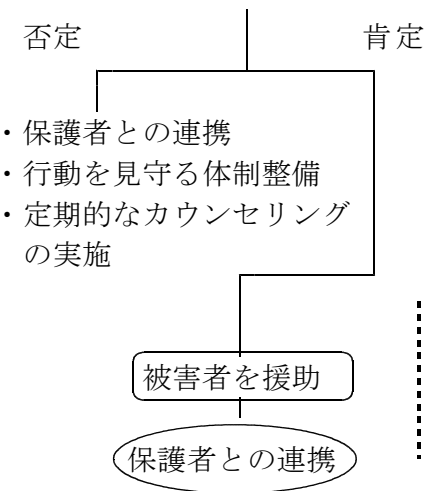 否定 肯定
・保護者との連携
・行動を見守る体制整備
・定期的なカウンセリング
の実施
被害者を援助
保護者との連携